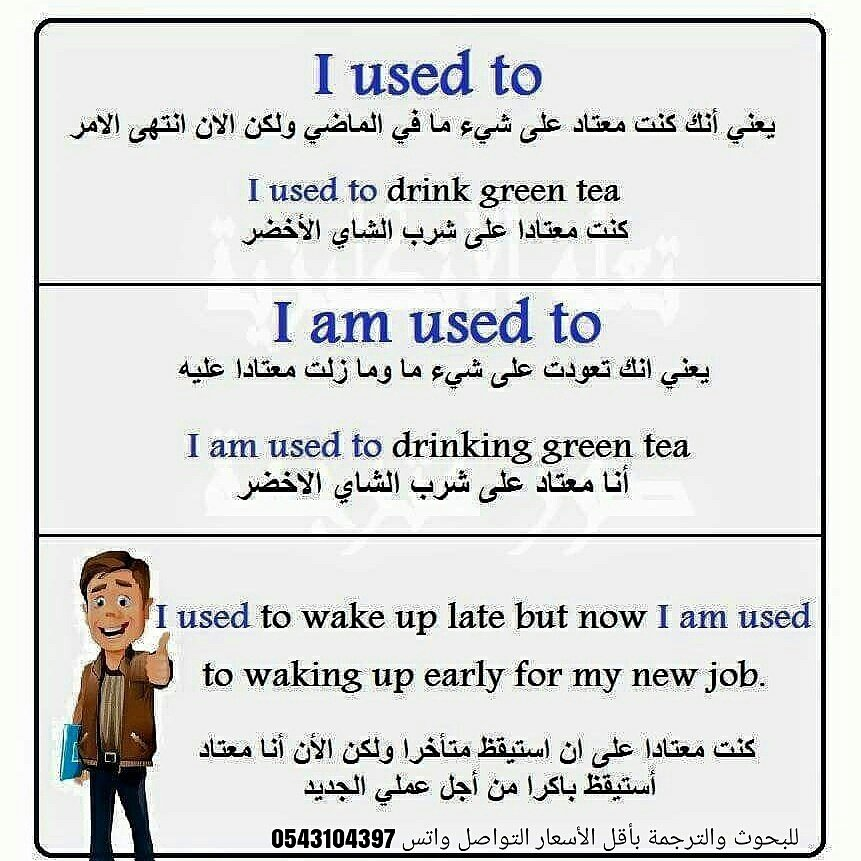 I used to
يعني أنك كنت معتاد على شيء ما في الماضي ولكن الان انتهى الامر
I used to drink green tea
كنت معتادا على شرب الشاي الأخضر
I am used to
يعني انك تعودت على شيء ما وما زلت معتادا عليه
I am used to drinking green tea
أنا معتاد على شرب الشاي الاخضر
I used to wake up late but now I am used
to waking up early for my new job.
كنت معتادا على ان استيقظ متأخرا ولكن الأن أنا معتاد
أستيقظ باكرا من أجل عملي الجديد
للبحوث والترجمة بأقل الأسعار التواصل واتس 0543104397